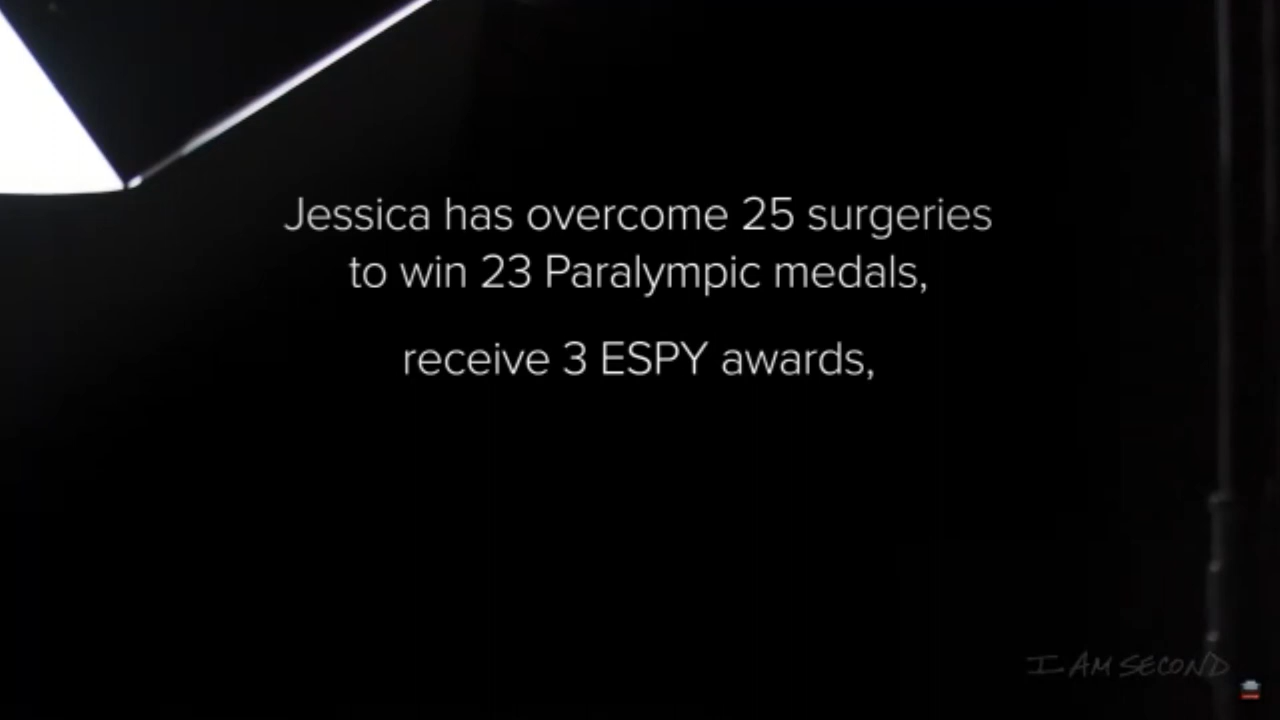 Jessica has overcome 25 surgeries
to win 23 Paralympic medals,
receive 3 ESPY awards,
I AM SECOND